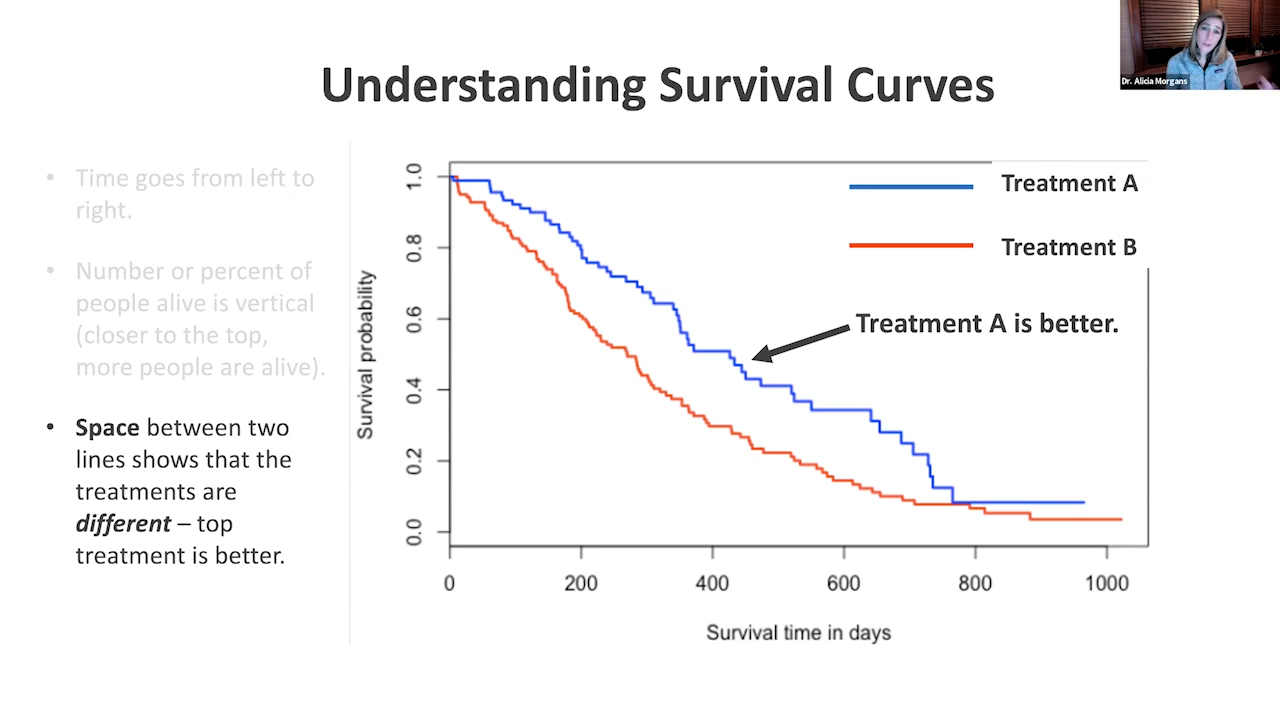 Dr. Alicia Morgans
Understanding Survival Curves
• Time goes from left to
right.
• Number or percent of
people alive is vertical
(closer to the top,
more people are alive).
• Space between two
lines shows that the
treatments are
different – top
treatment is better.
Treatment A
Treatment B
Treatment A is better.
Survival probability
1.0
0.8
0.6
0.4
0.2
0.0
0 200 400 600 800 1000
Survival time in days